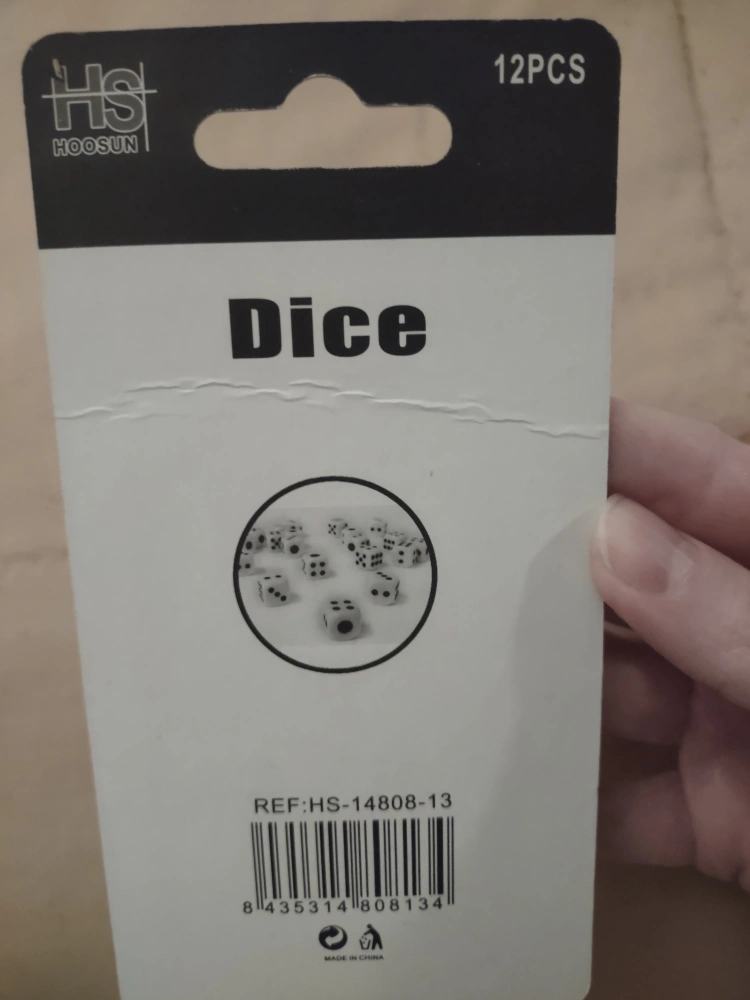 HS
HOOSUN
12PCS
Dice
REF:HS-14808-13
8 435314 808134
MADE IN CHINA